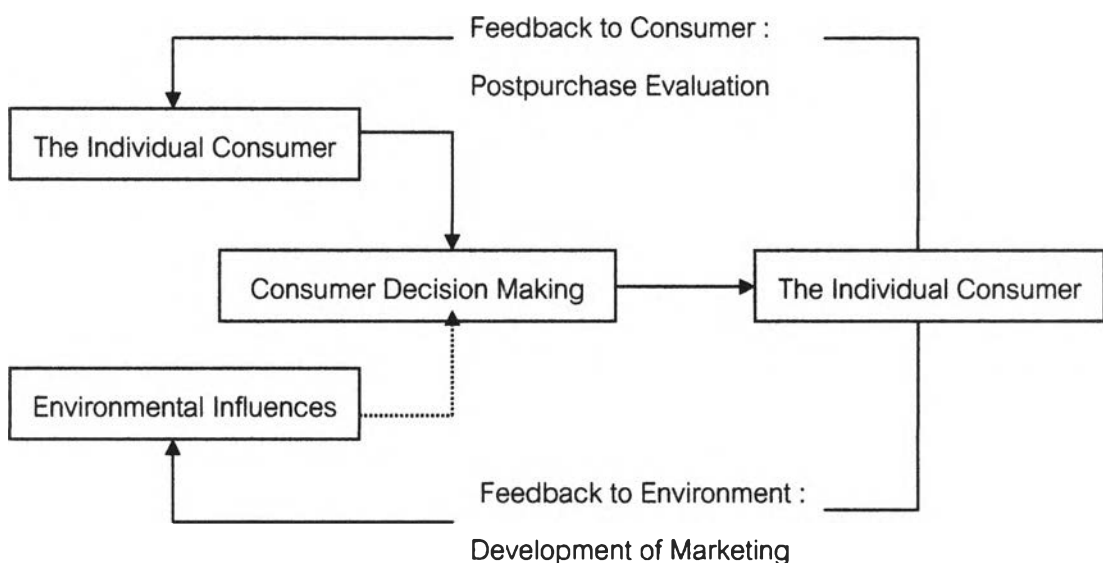 Feedback to Consumer :
Postpurchase Evaluation
The Individual Consumer
Consumer Decision Making
The Individual Consumer
Environmental Influences
Feedback to Environment :
Development of Marketing